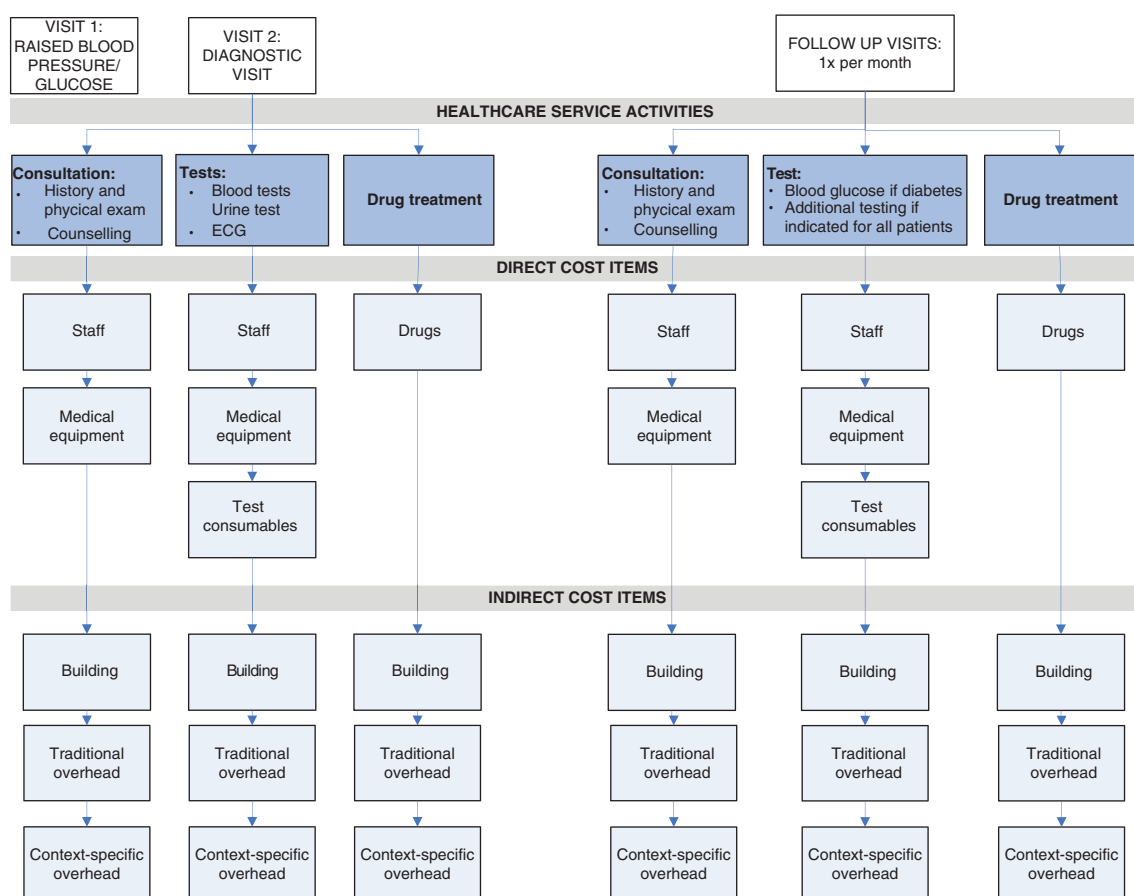 VISIT 1:
RAISED BLOOD
PRESSURE/
GLUCOSE
VISIT 2:
DIAGNOSTIC
VISIT
FOLLOW UP VISITS:
1x per month
HEALTHCARE SERVICE ACTIVITIES
Consultation:
• History and
phycical exam
• Counselling
Tests:
• Blood tests
Urine test
• ECG
Drug treatment
Consultation:
• History and
phycical exam
• Counselling
Test:
• Blood glucose if diabetes
• Additional testing if
indicated for all patients
Drug treatment
DIRECT COST ITEMS
Staff
Staff
Drugs
Staff
Staff
Drugs
Medical
equipment
Medical
equipment
Medical
equipment
Medical
equipment
Test
consumables
Test
consumables
INDIRECT COST ITEMS
Building
Building
Building
Building
Building
Building
Traditional
overhead
Traditional
overhead
Traditional
overhead
Traditional
overhead
Traditional
overhead
Traditional
overhead
Context-specific
overhead
Context-specific
overhead
Context-specific
overhead
Context-specific
overhead
Context-specific
overhead
Context-specific
overhead